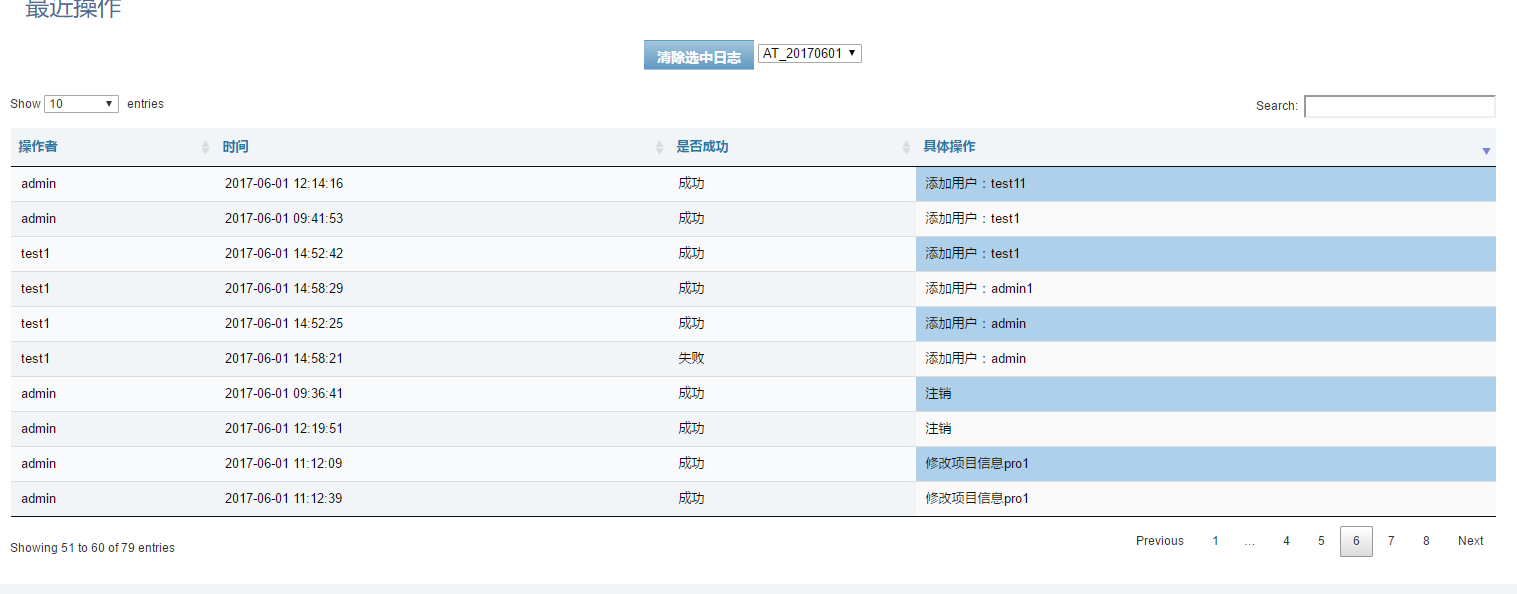 最近操作
清除选中日志 AT_20170601
Show 10 entries Search:
操作者 时间 是否成功 具体操作
admin 2017-06-01 12:14:16 成功 添加用户：test11
admin 2017-06-01 09:41:53 成功 添加用户：test1
test1 2017-06-01 14:52:42 成功 添加用户：test1
test1 2017-06-01 14:58:29 成功 添加用户：admin1
test1 2017-06-01 14:52:25 成功 添加用户：admin
test1 2017-06-01 14:58:21 失败 添加用户：admin
admin 2017-06-01 09:36:41 成功 注销
admin 2017-06-01 12:19:51 成功 注销
admin 2017-06-01 11:12:09 成功 修改项目信息pro1
admin 2017-06-01 11:12:39 成功 修改项目信息pro1
Showing 51 to 60 of 79 entries Previous 1 … 4 5 6 7 8 Next